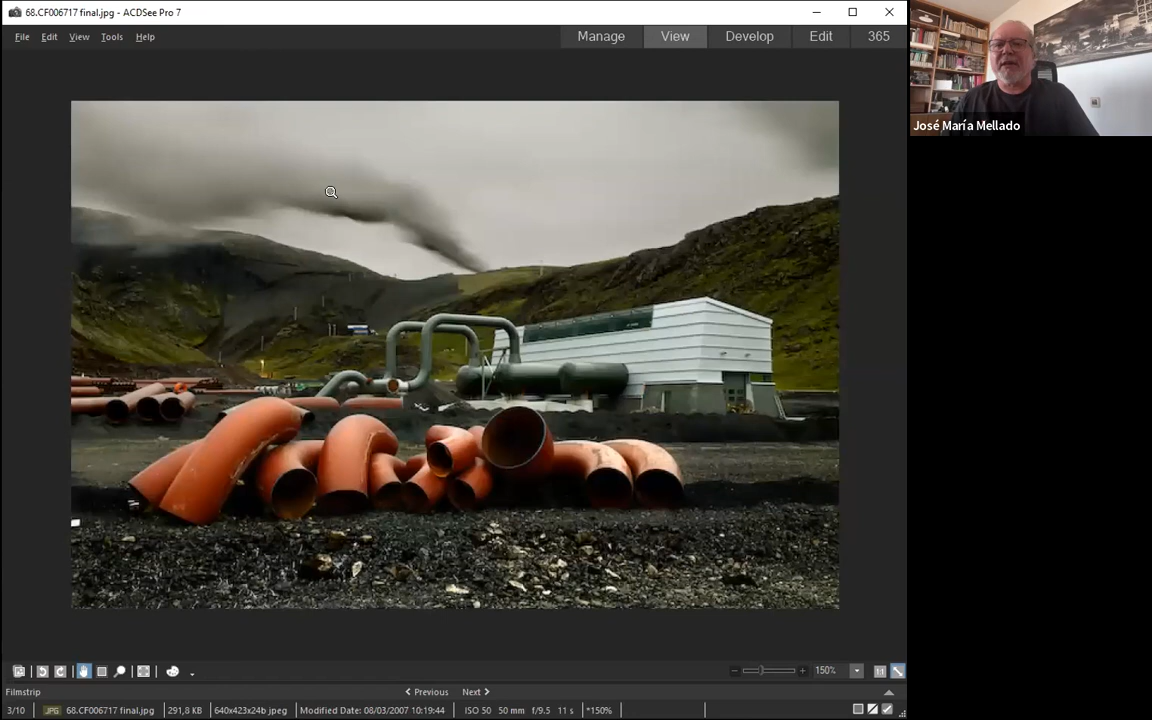 68.CF006717 final.jpg - ACDSee Pro 7
File Edit View Tools Help
Manage View Develop Edit 365
José María Mellado
150%
Filmstrip
Previous Next
3/10 JPG 68.CF006717 final.jpg 291,8 KB 640x423x24b jpeg Modified Date: 08/03/2007 10:19:44 ISO 50 50 mm f/9.5 11 s *150%